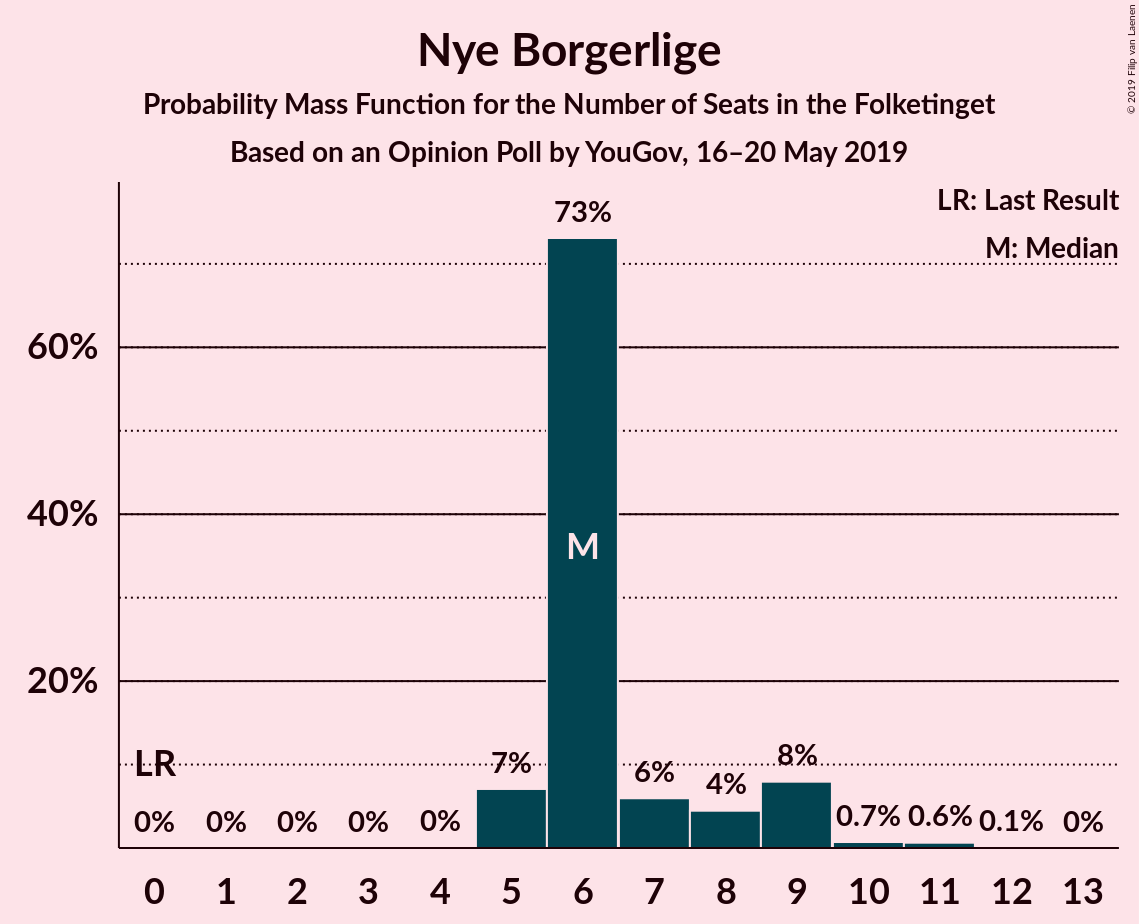 Nye Borgerlige
Probability Mass Function for the Number of Seats in the Folketinget
Based on an Opinion Poll by YouGov, 16–20 May 2019
© 2019 Filip van Laenen
LR: Last Result
M: Median
73%
60%
40%
M
20%
LR
7%
6%
4%
8%
0%
0%
0%
0%
0%
0.7%
0.6%
0.1%
0%
0 1 2 3 4 5 6 7 8 9 10 11 12 13